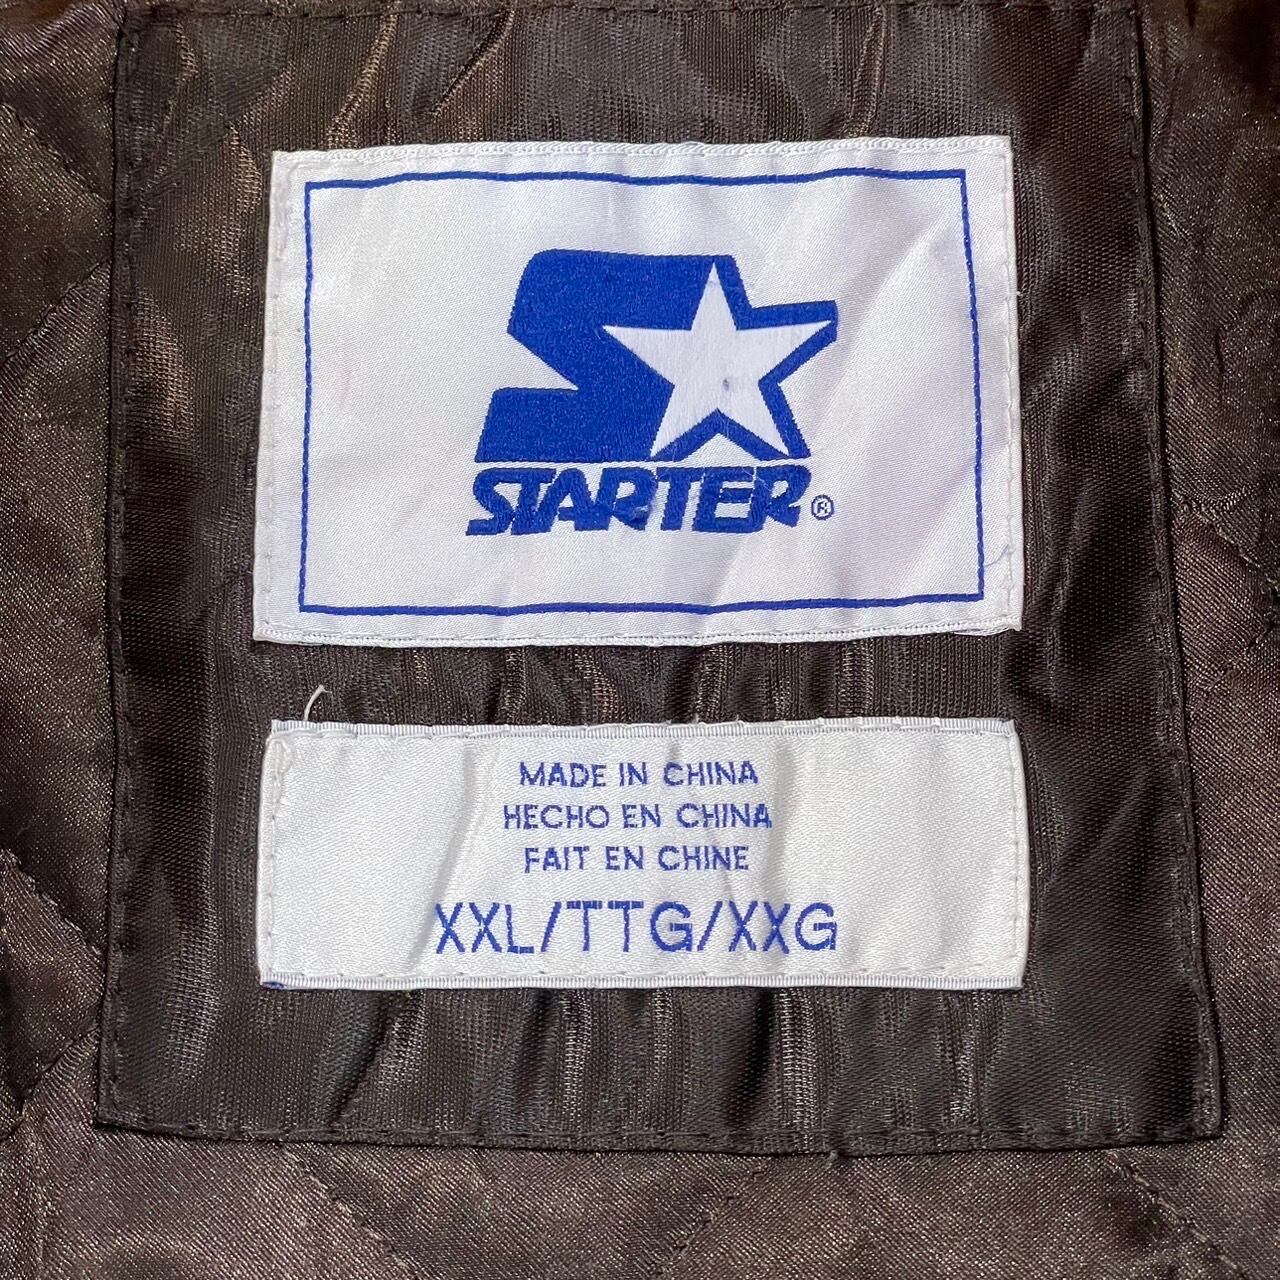 STARTER®
MADE IN CHINA
HECHO EN CHINA
FAIT EN CHINE
XXL/TTG/XXG